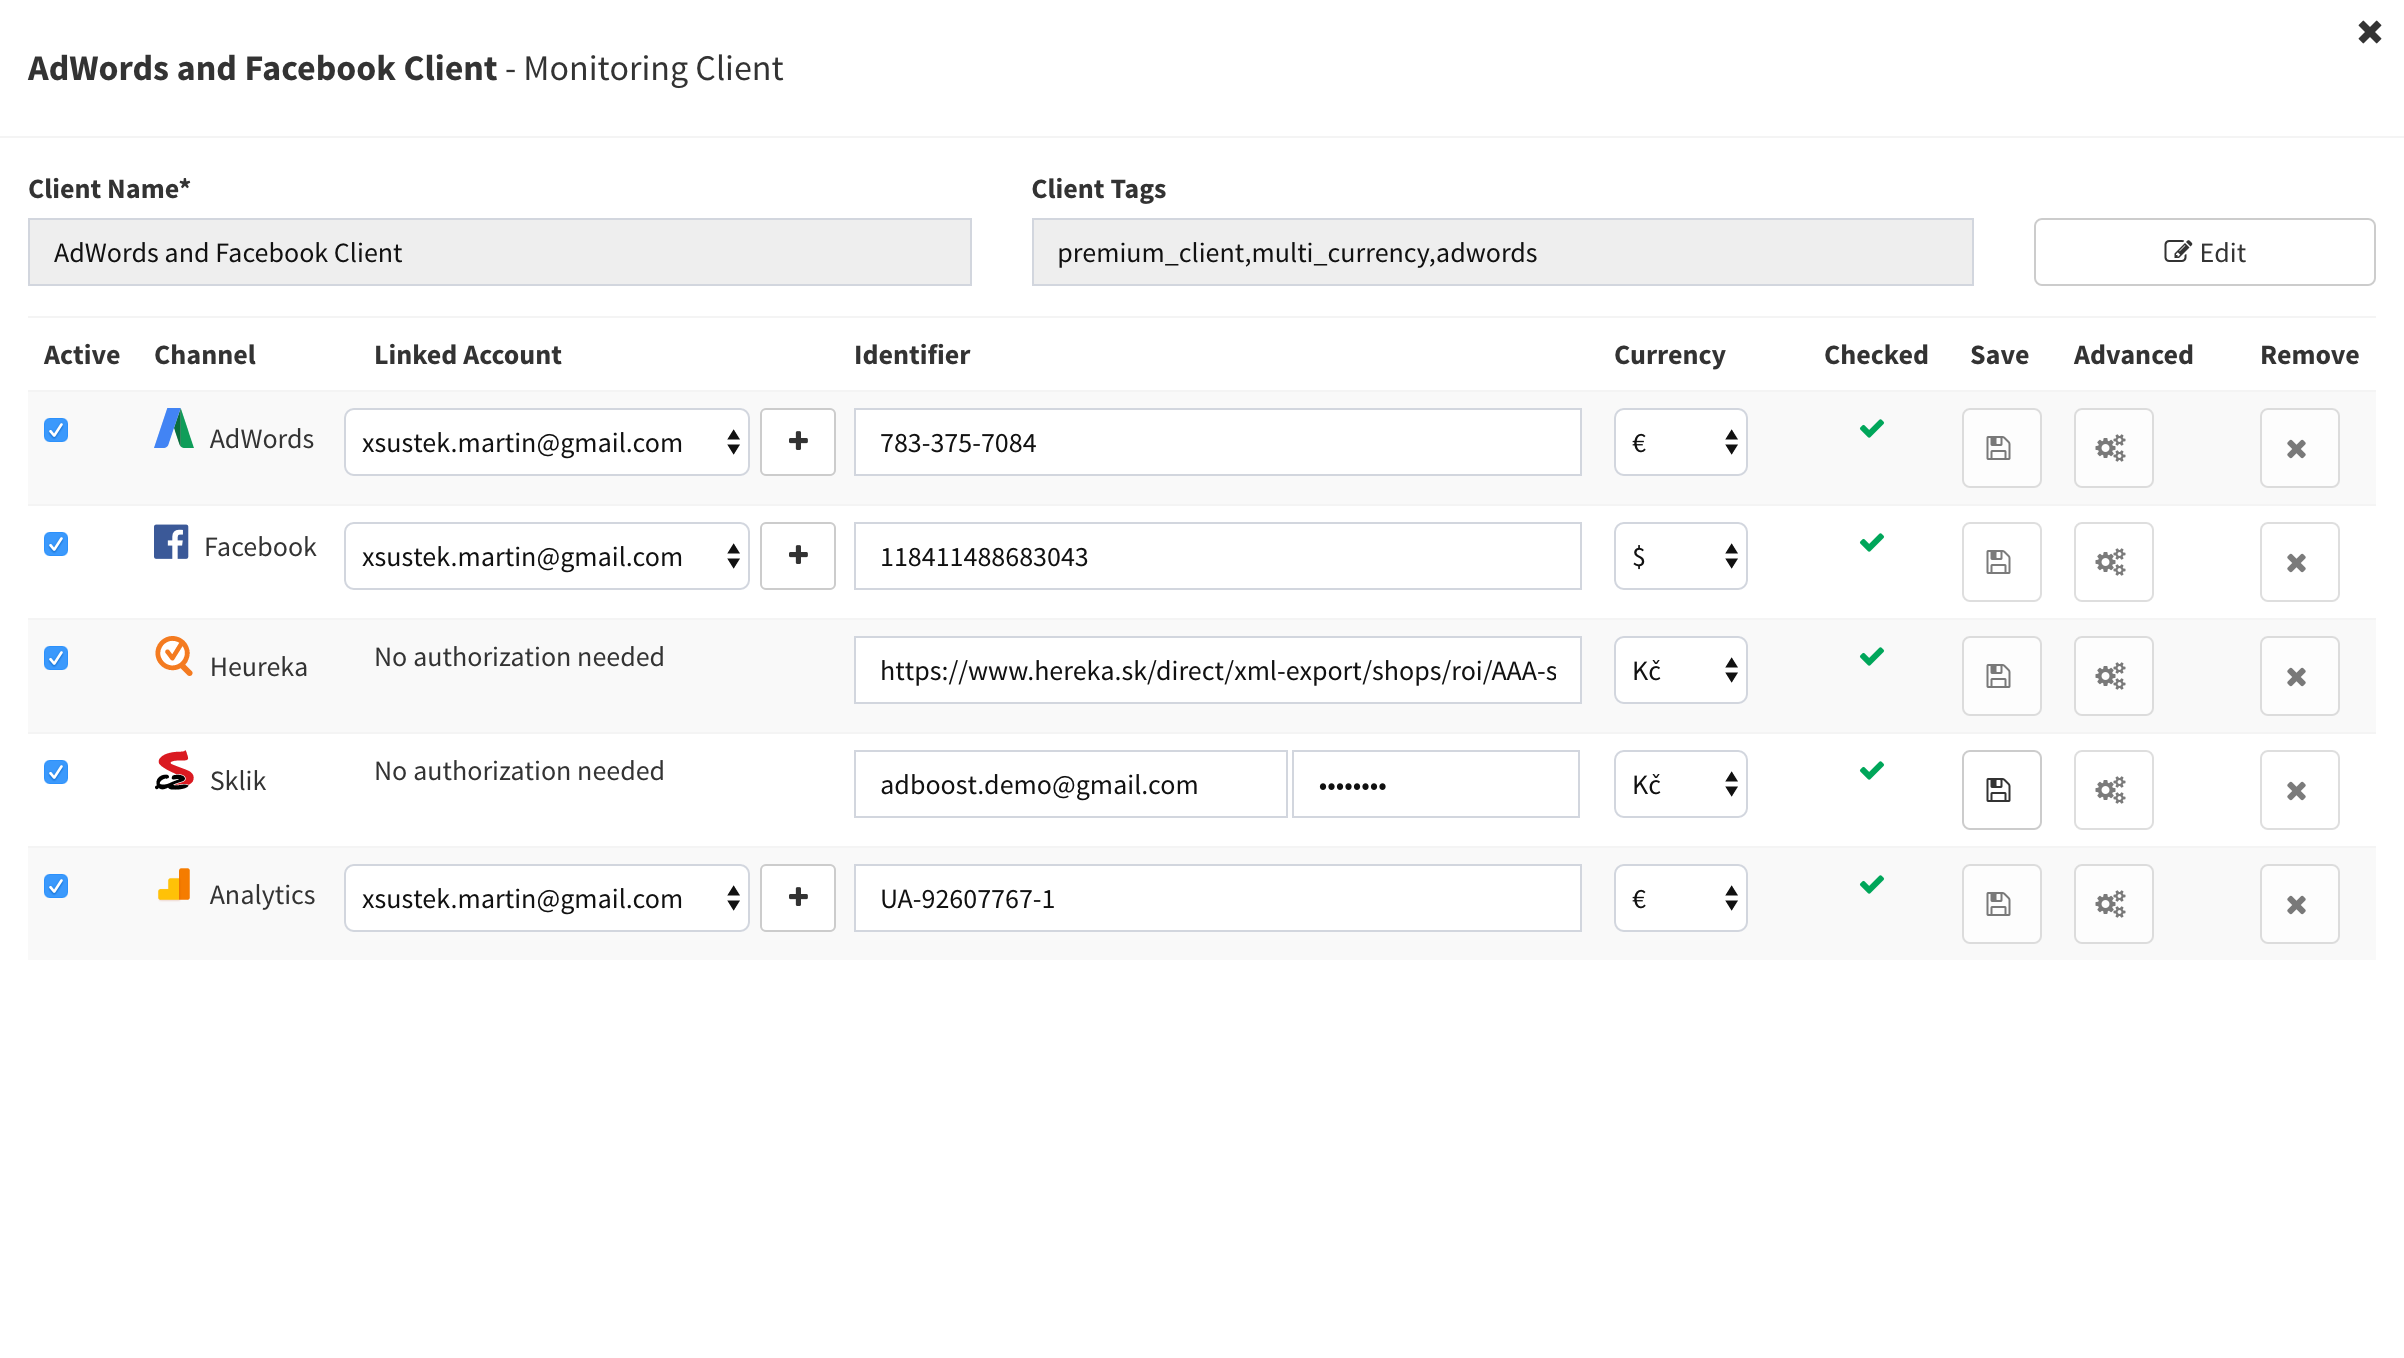 AdWords and Facebook Client - Monitoring Client
Client Name*
Client Tags
AdWords and Facebook Client
premium_client,multi_currency,adwords
Edit
Active Channel Linked Account Identifier Currency Checked Save Advanced Remove
AdWords xsustek.martin@gmail.com 783-375-7084 €
Facebook xsustek.martin@gmail.com 118411488683043 $
Heureka No authorization needed https://www.hereka.sk/direct/xml-export/shops/roi/AAA-s Kč
Sklik No authorization needed adboost.demo@gmail.com •••••••• Kč
Analytics xsustek.martin@gmail.com UA-92607767-1 €